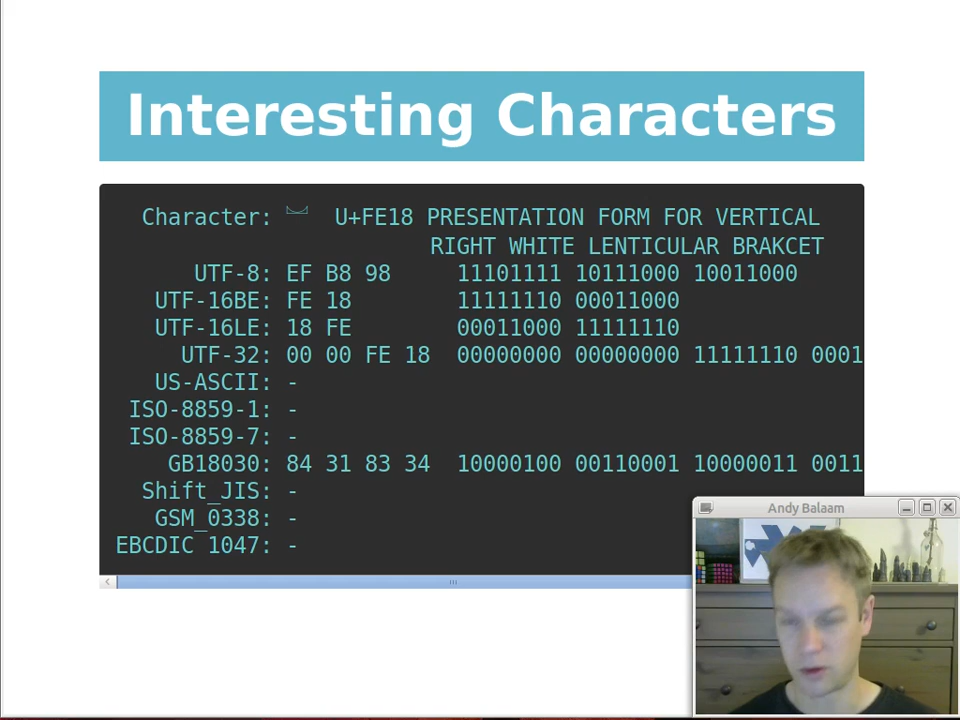 Interesting Characters
Character: ︘ U+FE18 PRESENTATION FORM FOR VERTICAL
RIGHT WHITE LENTICULAR BRAKCET
UTF-8: EF B8 98 11101111 10111000 10011000
UTF-16BE: FE 18 11111110 00011000
UTF-16LE: 18 FE 00011000 11111110
UTF-32: 00 00 FE 18 00000000 00000000 11111110 0001
US-ASCII: -
ISO-8859-1: -
ISO-8859-7: -
GB18030: 84 31 83 34 10000100 00110001 10000011 0011
Shift_JIS: -
GSM_0338: -
EBCDIC 1047: -
Andy Balaam